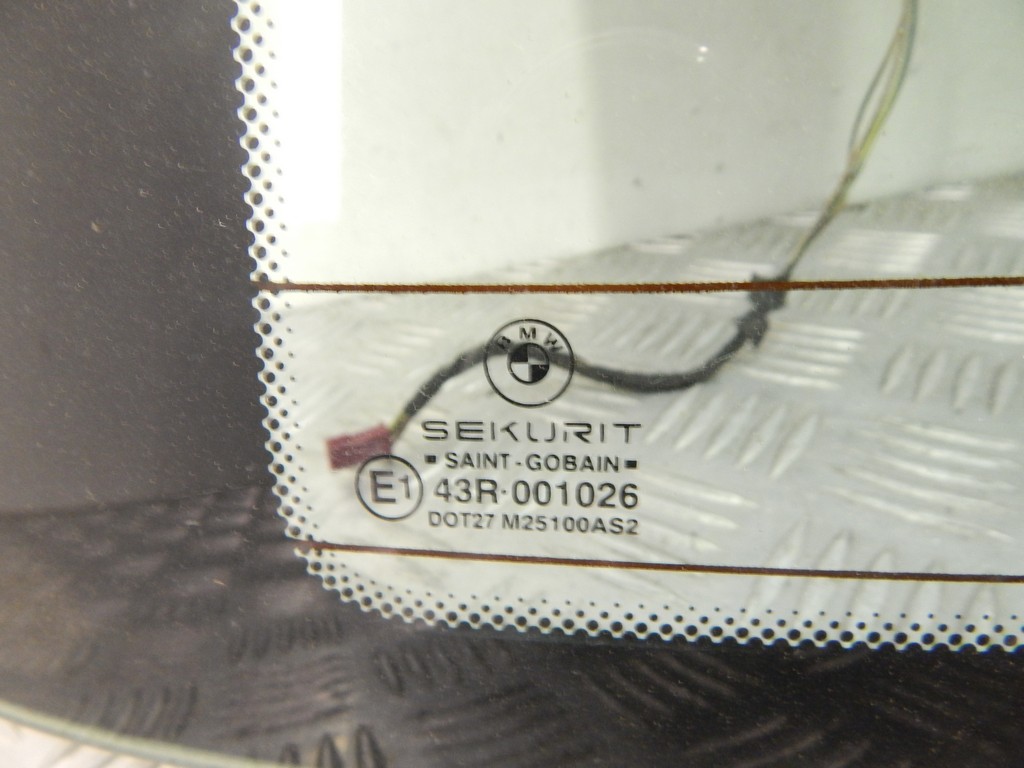 BMW
SEKURIT
SAINT-GOBAIN
E1 43R-001026
DOT27 M25100AS2